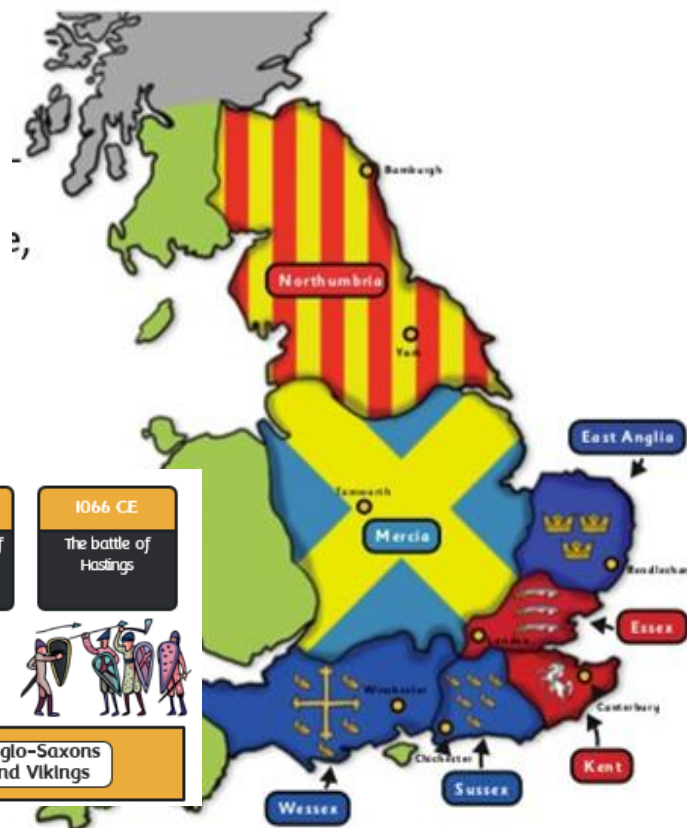 e,
Bamburgh
Northumbria
York
East Anglia
Tamworth
Mercia
Rendlesham
Essex
London
Winchester
Canterbury
Chichester
Kent
Sussex
Wessex
1066 CE
The battle of
Hastings
glo-Saxons
nd Vikings